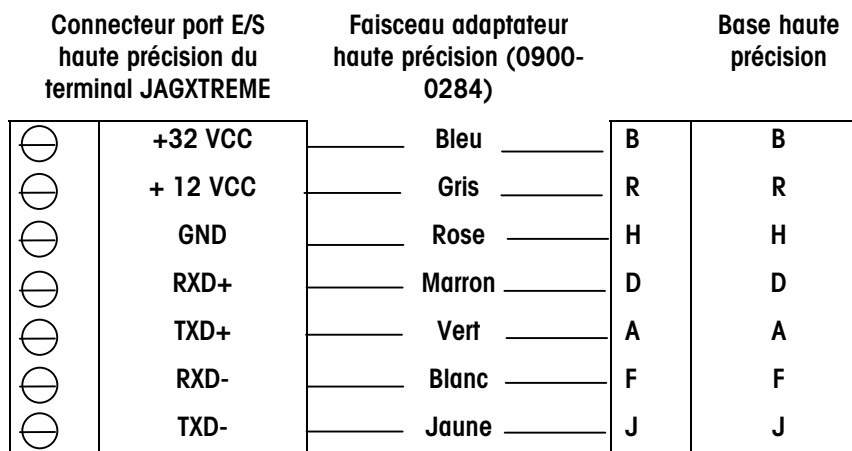 Connecteur port E/S
haute précision du
terminal JAGXTREME
Faisceau adaptateur
haute précision (0900-
0284)
Base haute
précision
+32 VCC Bleu B B
+ 12 VCC Gris R R
GND Rose H H
RXD+ Marron D D
TXD+ Vert A A
RXD- Blanc F F
TXD- Jaune J J